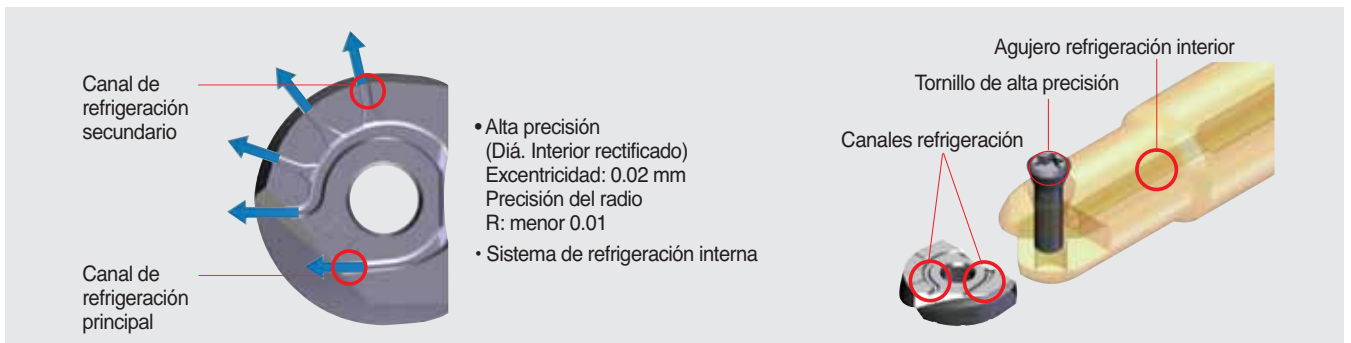 Canal de
refrigeración
secundario
Canal de
refrigeración
principal
• Alta precisión
(Diá. Interior rectificado)
Excentricidad: 0.02 mm
Precisión del radio
R: menor 0.01
• Sistema de refrigeración interna
Agujero refrigeración interior
Tornillo de alta precisión
Canales refrigeración